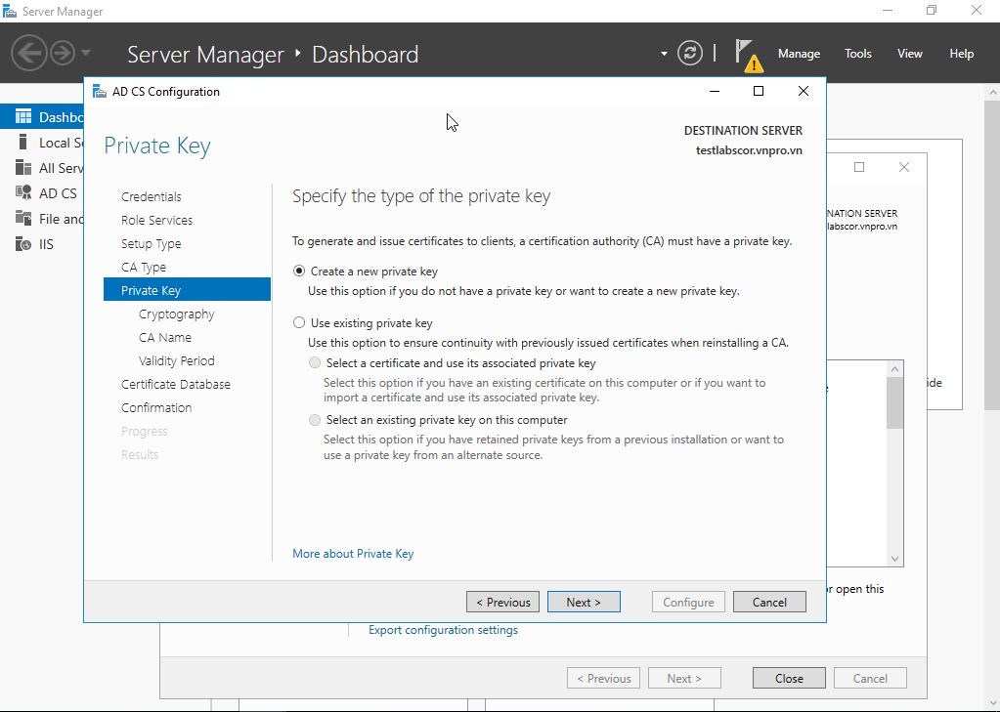 Server Manager
Server Manager ‣ Dashboard
Manage Tools View Help
AD CS Configuration
Private Key
DESTINATION SERVER
testlabscor.vnpro.vn
Credentials
Role Services
Setup Type
CA Type
Private Key
Cryptography
CA Name
Validity Period
Certificate Database
Confirmation
Progress
Results
Specify the type of the private key
To generate and issue certificates to clients, a certification authority (CA) must have a private key.
Create a new private key
Use this option if you do not have a private key or want to create a new private key.
Use existing private key
Use this option to ensure continuity with previously issued certificates when reinstalling a CA.
Select a certificate and use its associated private key
Select this option if you have an existing certificate on this computer or if you want to
import a certificate and use its associated private key.
Select an existing private key on this computer
Select this option if you have retained private keys from a previous installation or want to
use a private key from an alternate source.
More about Private Key
< Previous Next > Configure Cancel
Dashbo
Local Se
All Serv
AD CS
File and
IIS
NATION SERVER
labscor.vnpro.vn
ide
or open this
Export configuration settings
< Previous Next > Close Cancel